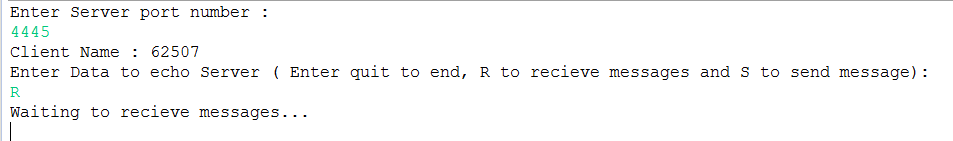 Enter Server port number :
4445
Client Name : 62507
Enter Data to echo Server ( Enter quit to end, R to recieve messages and S to send message):
R
Waiting to recieve messages...